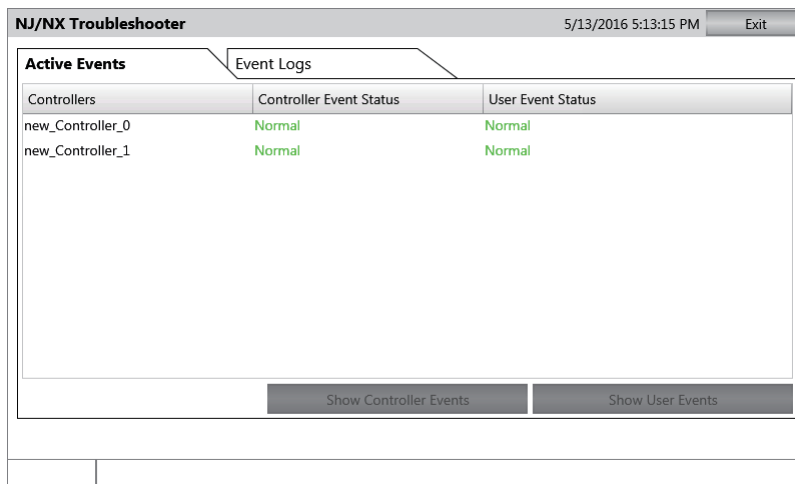 NJ/NX Troubleshooter 5/13/2016 5:13:15 PM Exit
Active Events Event Logs
Controllers Controller Event Status User Event Status
new_Controller_0 Normal Normal
new_Controller_1 Normal Normal
Show Controller Events Show User Events